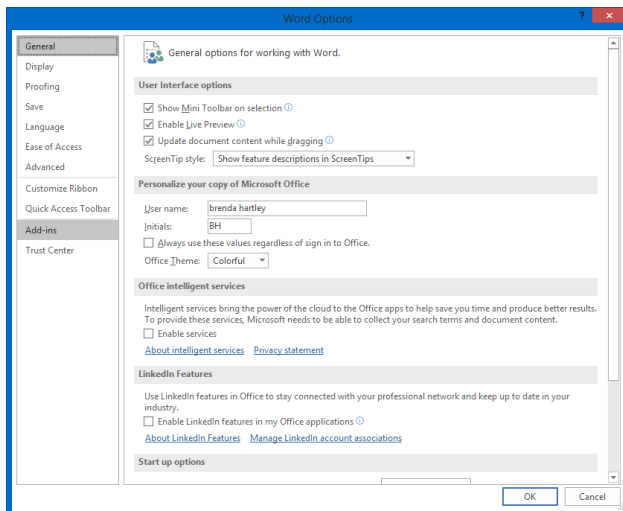 Word Options
?
General
Display
Proofing
Save
Language
Ease of Access
Advanced
Customize Ribbon
Quick Access Toolbar
Add-ins
Trust Center
General options for working with Word.
User Interface options
Show Mini Toolbar on selection
Enable Live Preview
Update document content while dragging
ScreenTip style: Show feature descriptions in ScreenTips
Personalize your copy of Microsoft Office
User name: brenda hartley
Initials: BH
Always use these values regardless of sign in to Office.
Office Theme: Colorful
Office intelligent services
Intelligent services bring the power of the cloud to the Office apps to help save you time and produce better results.
To provide these services, Microsoft needs to be able to collect your search terms and document content.
Enable services
About intelligent services Privacy statement
LinkedIn Features
Use LinkedIn features in Office to stay connected with your professional network and keep up to date in your
industry.
Enable LinkedIn features in my Office applications
About LinkedIn Features Manage LinkedIn account associations
Start up options
OK Cancel